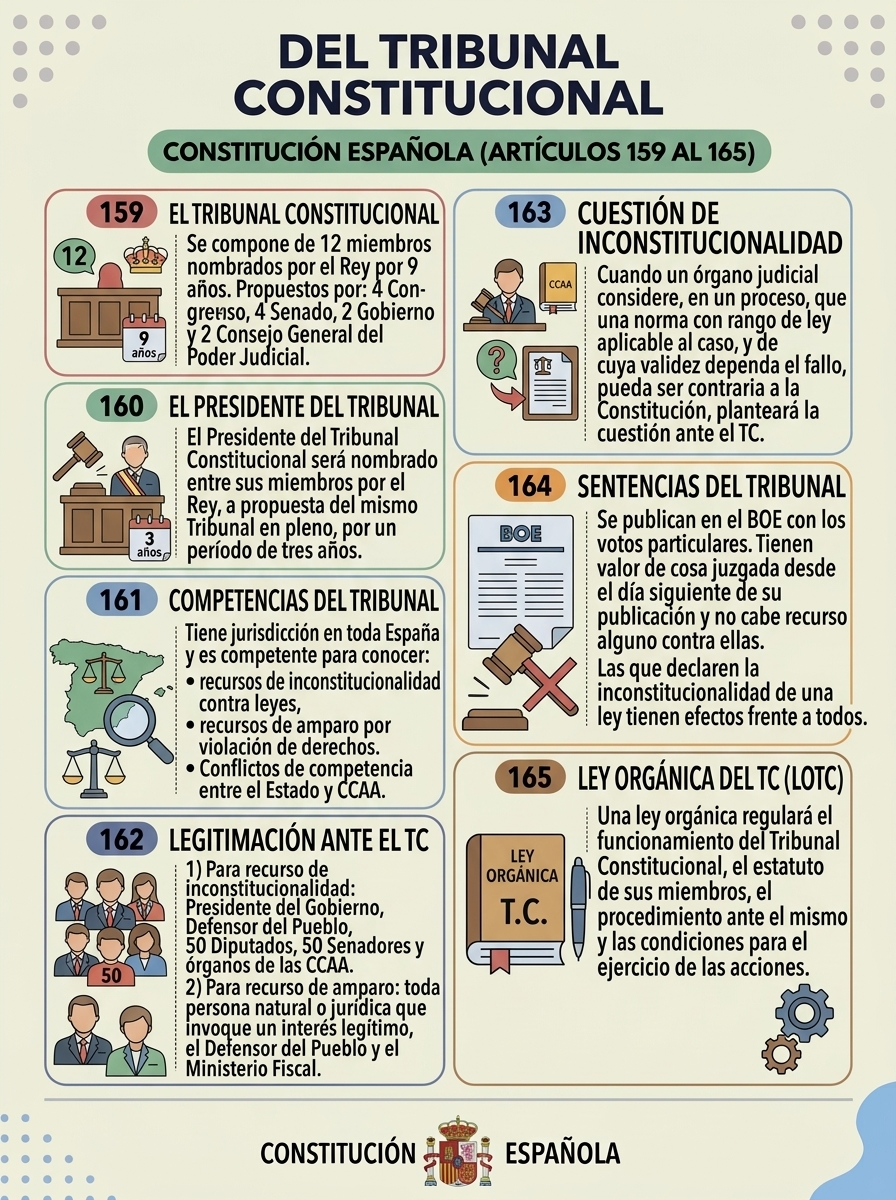 DEL TRIBUNAL
CONSTITUCIONAL
CONSTITUCIÓN ESPAÑOLA (ARTÍCULOS 159 AL 165)
159 EL TRIBUNAL CONSTITUCIONAL
12
9
años
Se compone de 12 miembros
nombrados por el Rey por 9
años. Propuestos por: 4 Con-
grenso, 4 Senado, 2 Gobierno
y 2 Consejo General del
Poder Judicial.
160 EL PRESIDENTE DEL TRIBUNAL
3
años
El Presidente del Tribunal
Constitucional será nombrado
entre sus miembros por el
Rey, a propuesta del mismo
Tribunal en pleno, por un
período de tres años.
161 COMPETENCIAS DEL TRIBUNAL
Tiene jurisdicción en toda España
y es competente para conocer:
• recursos de inconstitucionalidad
contra leyes,
• recursos de amparo por
violación de derechos.
• Conflictos de competencia
entre el Estado y CCAA.
162 LEGITIMACIÓN ANTE EL TC
50
1) Para recurso de
inconstitucionalidad:
Presidente del Gobierno,
Defensor del Pueblo,
50 Diputados, 50 Senadores y
órganos de las CCAA.
2) Para recurso de amparo: toda
persona natural o jurídica que
invoque un interés legítimo,
el Defensor del Pueblo y el
Ministerio Fiscal.
163 CUESTIÓN DE
INCONSTITUCIONALIDAD
CCAA
?
Cuando un órgano judicial
considere, en un proceso, que
una norma con rango de ley
aplicable al caso, y de
cuya validez dependa el fallo,
pueda ser contraria a la
Constitución, planteará la
cuestión ante el TC.
164 SENTENCIAS DEL TRIBUNAL
BOE
Se publican en el BOE con los
votos particulares. Tienen
valor de cosa juzgada desde
el día siguiente de su
publicación y no cabe recurso
alguno contra ellas.
Las que declaren la
inconstitucionalidad de una
ley tienen efectos frente a todos.
165 LEY ORGÁNICA DEL TC (LOTC)
LEY
ORGÁNICA
T.C.
Una ley orgánica regulará el
funcionamiento del Tribunal
Constitucional, el estatuto
de sus miembros, el
procedimiento ante el mismo
y las condiciones para el
ejercicio de las acciones.
CONSTITUCIÓN ESPAÑOLA